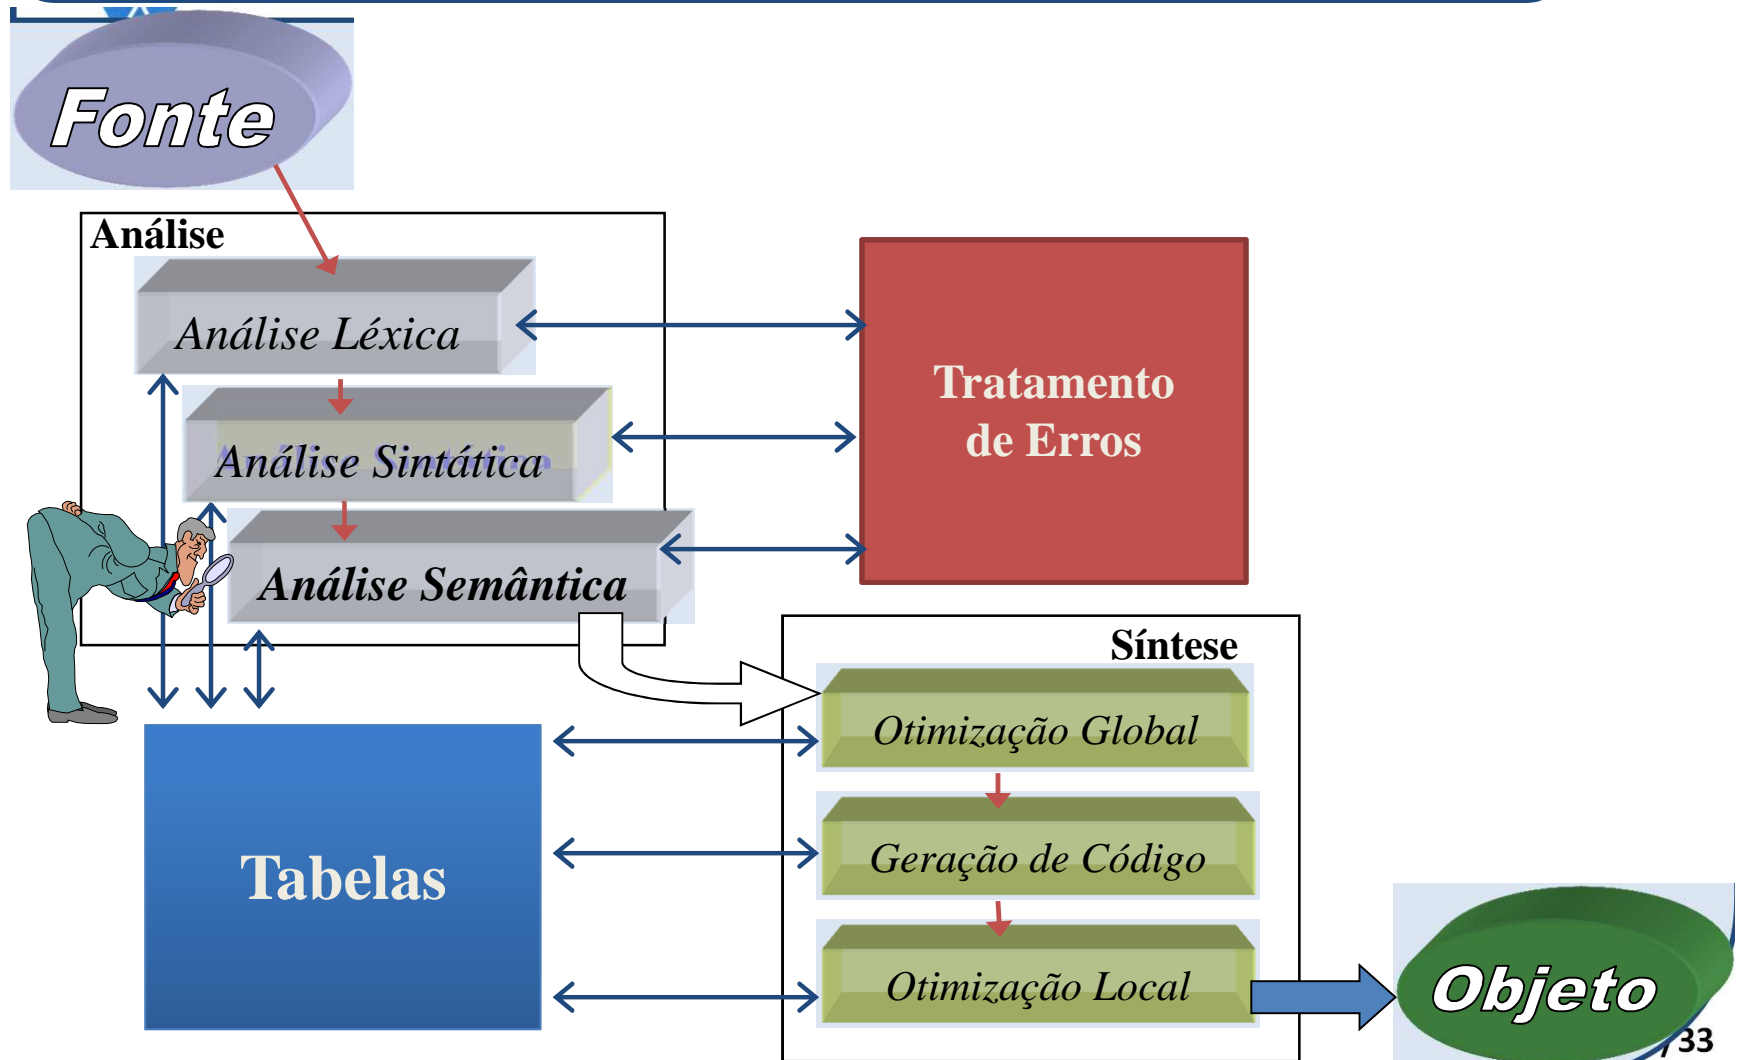 Fonte
Análise
Análise Léxica
Análise Sintática
Análise Semântica
Tratamento
de Erros
Síntese
Otimização Global
Geração de Código
Otimização Local
Tabelas
Objeto
/33